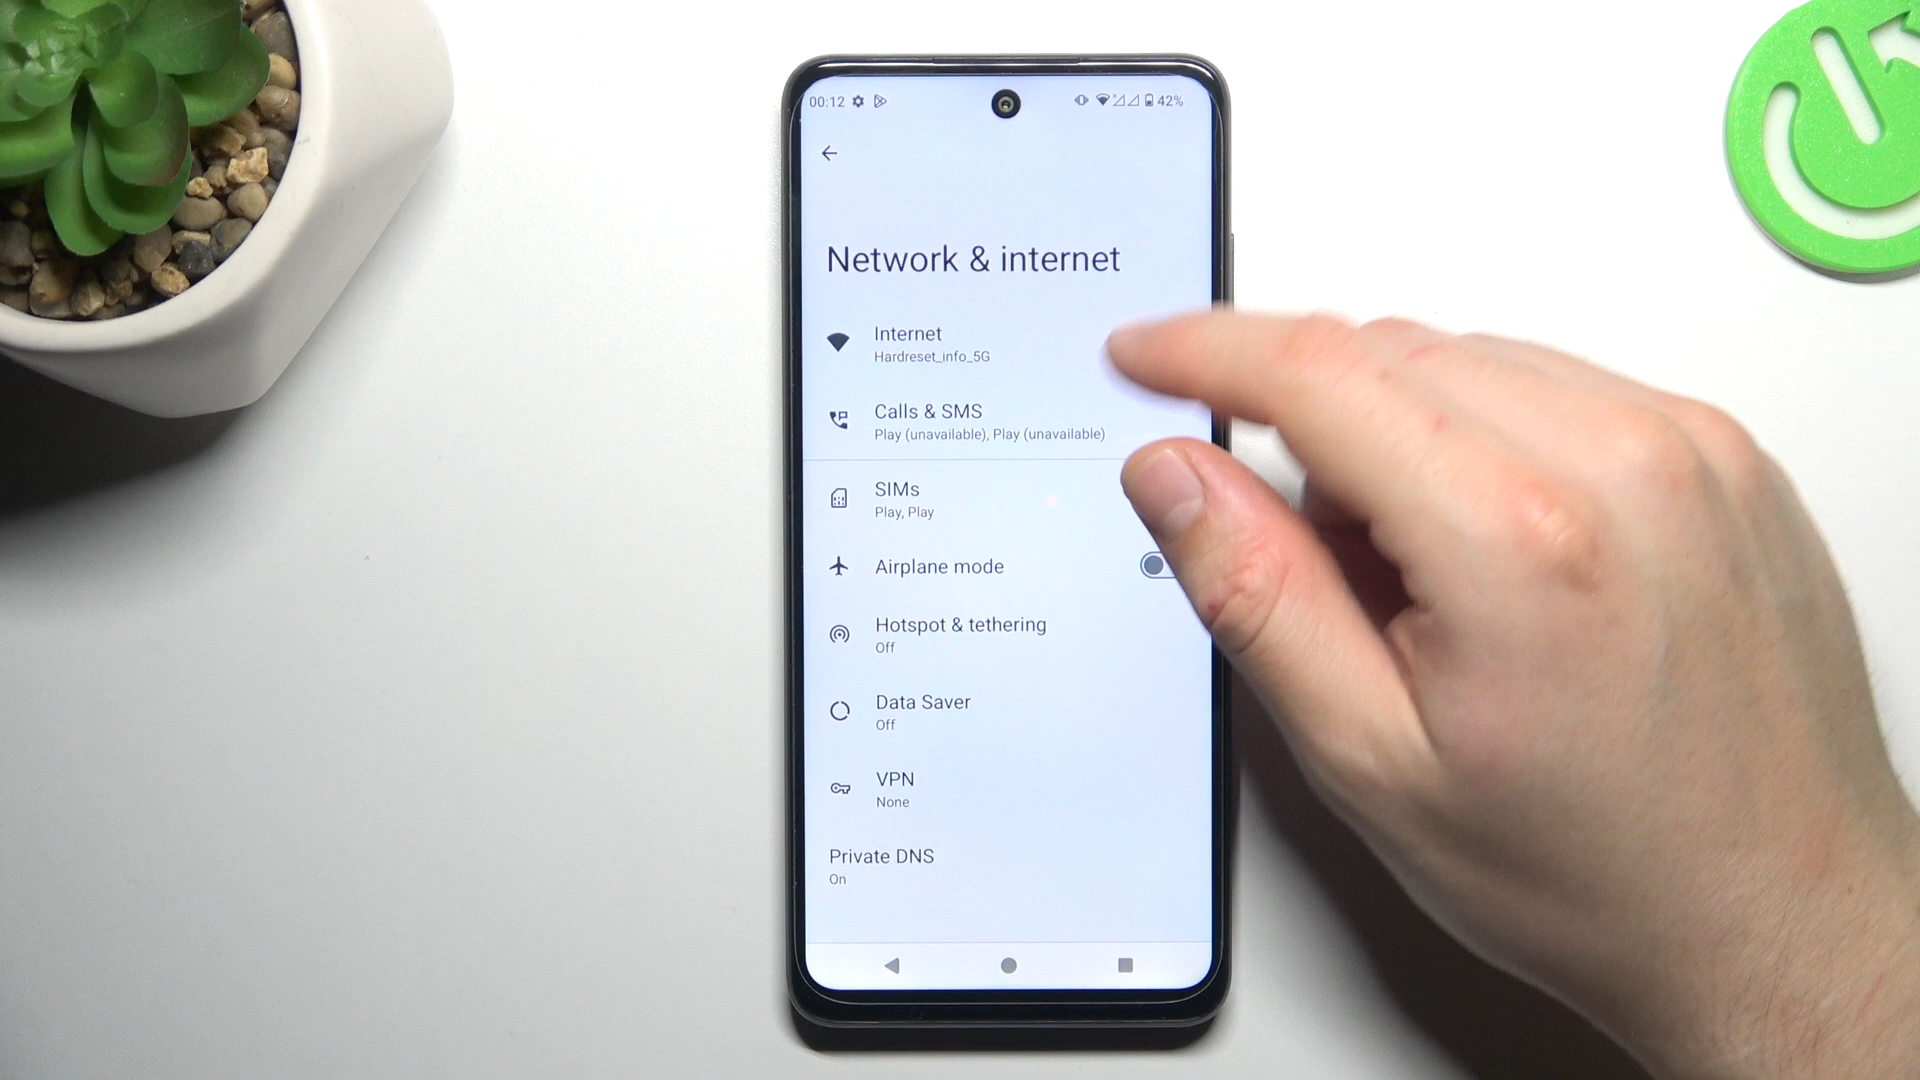 00:12
42%
Network & internet
Internet
Hardreset_info_5G
Calls & SMS
Play (unavailable), Play (unavailable)
SIMs
Play, Play
Airplane mode
Hotspot & tethering
Off
Data Saver
Off
VPN
None
Private DNS
On